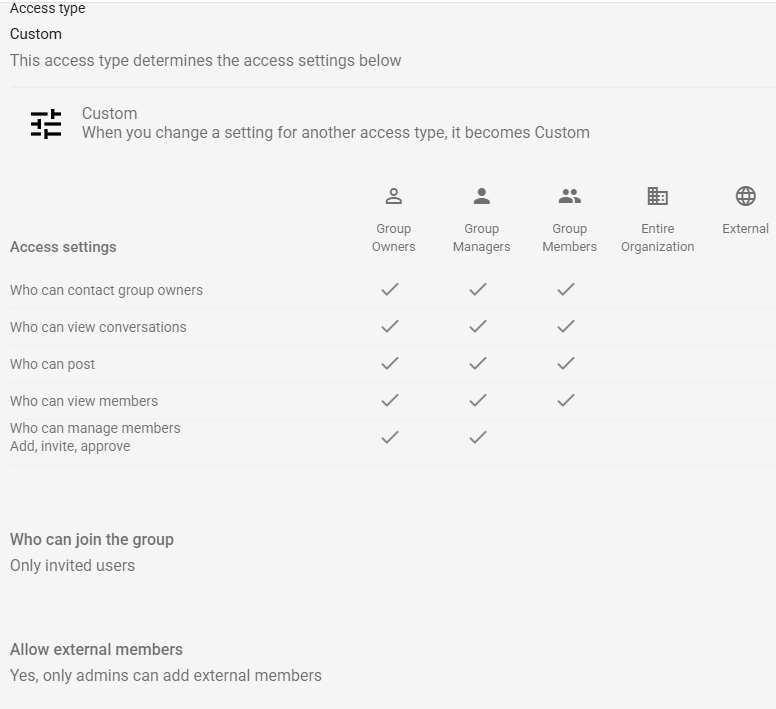 Access type
Custom
This access type determines the access settings below
Custom
When you change a setting for another access type, it becomes Custom
Access settings
Group
Owners
Group
Managers
Group
Members
Entire
Organization
External
Who can contact group owners
Who can view conversations
Who can post
Who can view members
Who can manage members
Add, invite, approve
Who can join the group
Only invited users
Allow external members
Yes, only admins can add external members